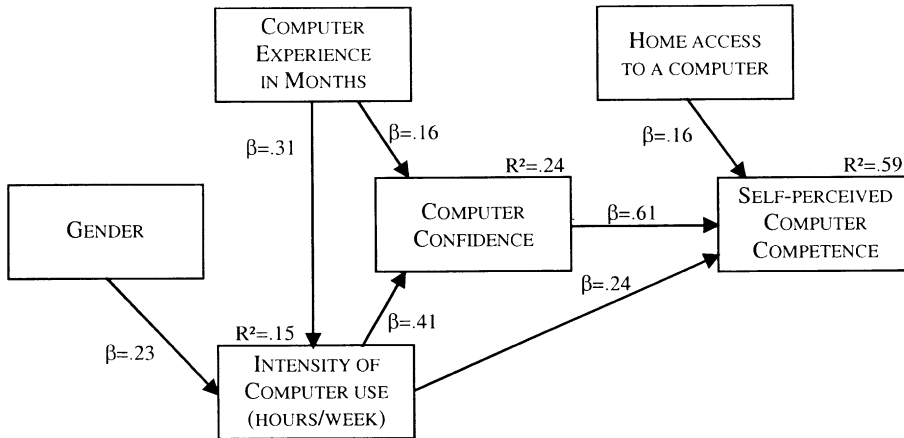 COMPUTER
EXPERIENCE
IN MONTHS
HOME ACCESS
TO A COMPUTER
β=.31
β=.16
β=.16
R²=.24
R²=.59
GENDER
COMPUTER
CONFIDENCE
β=.61
SELF-PERCEIVED
COMPUTER
COMPETENCE
β=.23
R²=.15
β=.41
β=.24
INTENSITY OF
COMPUTER USE
(HOURS/WEEK)